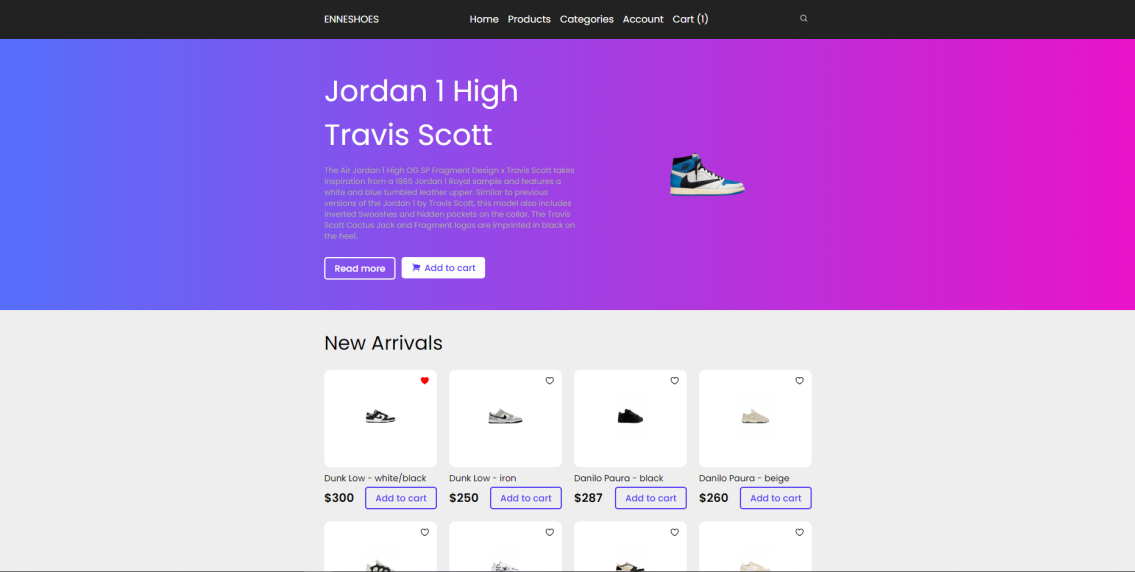 ENNESHOES
Home Products Categories Account Cart (1)
Jordan 1 High
Travis Scott
The Air Jordan 1 High OG SP Fragment Design x Travis Scott takes
inspiration from a 1985 Jordan 1 Royal sample and features a
white and blue tumbled leather upper. Similar to previous
versions of the Jordan 1 by Travis Scott, this model also includes
inverted Swooshes and hidden pockets on the collar. The Travis
Scott Cactus Jack and Fragment logos are imprinted in black on
the heel.
Read more Add to cart
New Arrivals
Dunk Low - white/black Dunk Low - iron Danilo Paura - black Danilo Paura - beige
$300 Add to cart $250 Add to cart $287 Add to cart $260 Add to cart